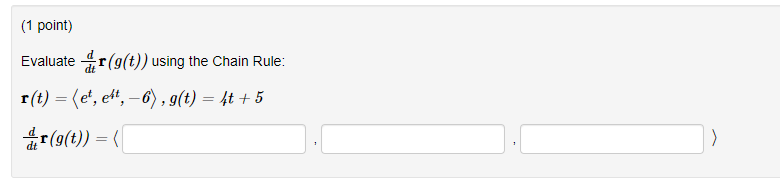 (1 point)
Evaluate d/dt r(g(t)) using the Chain Rule:
r(t) = ⟨e^t, e^{4t}, −6⟩ , g(t) = 4t + 5
d/dt r(g(t)) = ⟨ , , ⟩